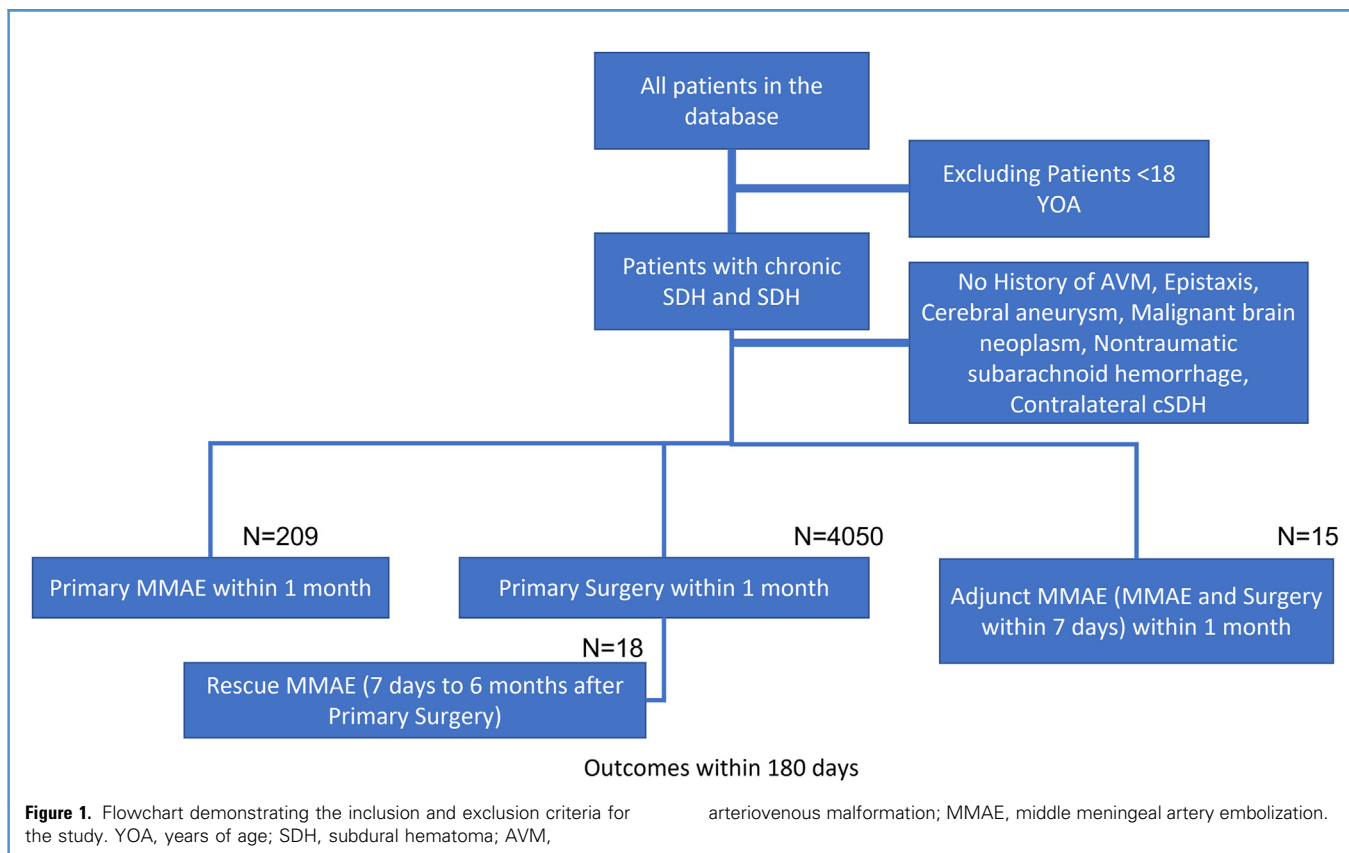 All patients in the
database
Excluding Patients <18
YOA
Patients with chronic
SDH and SDH
No History of AVM, Epistaxis,
Cerebral aneurysm, Malignant brain
neoplasm, Nontraumatic
subarachnoid hemorrhage,
Contralateral cSDH
N=209
Primary MMAE within 1 month
N=4050
Primary Surgery within 1 month
N=15
Adjunct MMAE (MMAE and Surgery
within 7 days) within 1 month
N=18
Rescue MMAE (7 days to 6 months after
Primary Surgery)
Outcomes within 180 days
Figure 1. Flowchart demonstrating the inclusion and exclusion criteria for
the study. YOA, years of age; SDH, subdural hematoma; AVM,
arteriovenous malformation; MMAE, middle meningeal artery embolization.